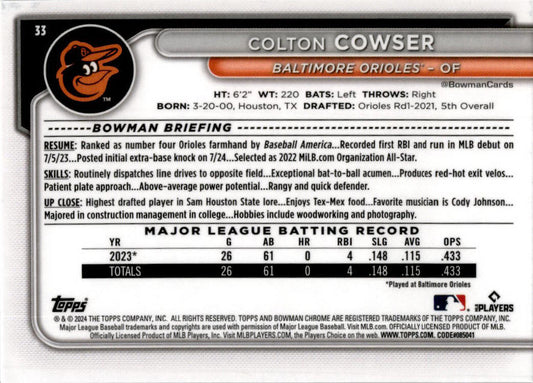 33
COLTON COWSER
BALTIMORE ORIOLES™ – OF
@BowmanCards
HT: 6'2" WT: 220 BATS: Left THROWS: Right
BORN: 3-20-00, Houston, TX DRAFTED: Orioles Rd1-2021, 5th Overall
BOWMAN BRIEFING
RESUME: Ranked as number four Orioles farmhand by Baseball America...Recorded first RBI and run in MLB debut on
7/5/23...Posted initial extra-base knock on 7/24...Selected as 2022 MiLB.com Organization All-Star.
SKILLS: Routinely dispatches line drives to opposite field...Exceptional bat-to-ball acumen...Produces red-hot exit velos...
Patient plate approach...Above-average power potential...Rangy and quick defender.
UP CLOSE: Highest drafted player in Sam Houston State lore...Enjoys Tex-Mex food...Favorite musician is Cody Johnson...
Majored in construction management in college...Hobbies include woodworking and photography.
MAJOR LEAGUE BATTING RECORD
YR G AB HR RBI SLG AVG OPS
2023* 26 61 0 4 .148 .115 .433
TOTALS 26 61 0 4 .148 .115 .433
*Played at Baltimore Orioles
Topps
MLB PLAYERS
® & © 2024 THE TOPPS COMPANY, INC. ALL RIGHTS RESERVED. TOPPS AND BOWMAN CHROME ARE REGISTERED TRADEMARKS OF THE TOPPS COMPANY, INC.
Major League Baseball trademarks and copyrights are used with permission of Major League Baseball. Visit MLB.com. OFFICIALLY LICENSED PRODUCT OF MLB.
Officially Licensed Product of MLB Players, Inc. Visit MLBPLAYERS.COM, the Players Choice on the web. WWW.TOPPS.COM. CODE#085041